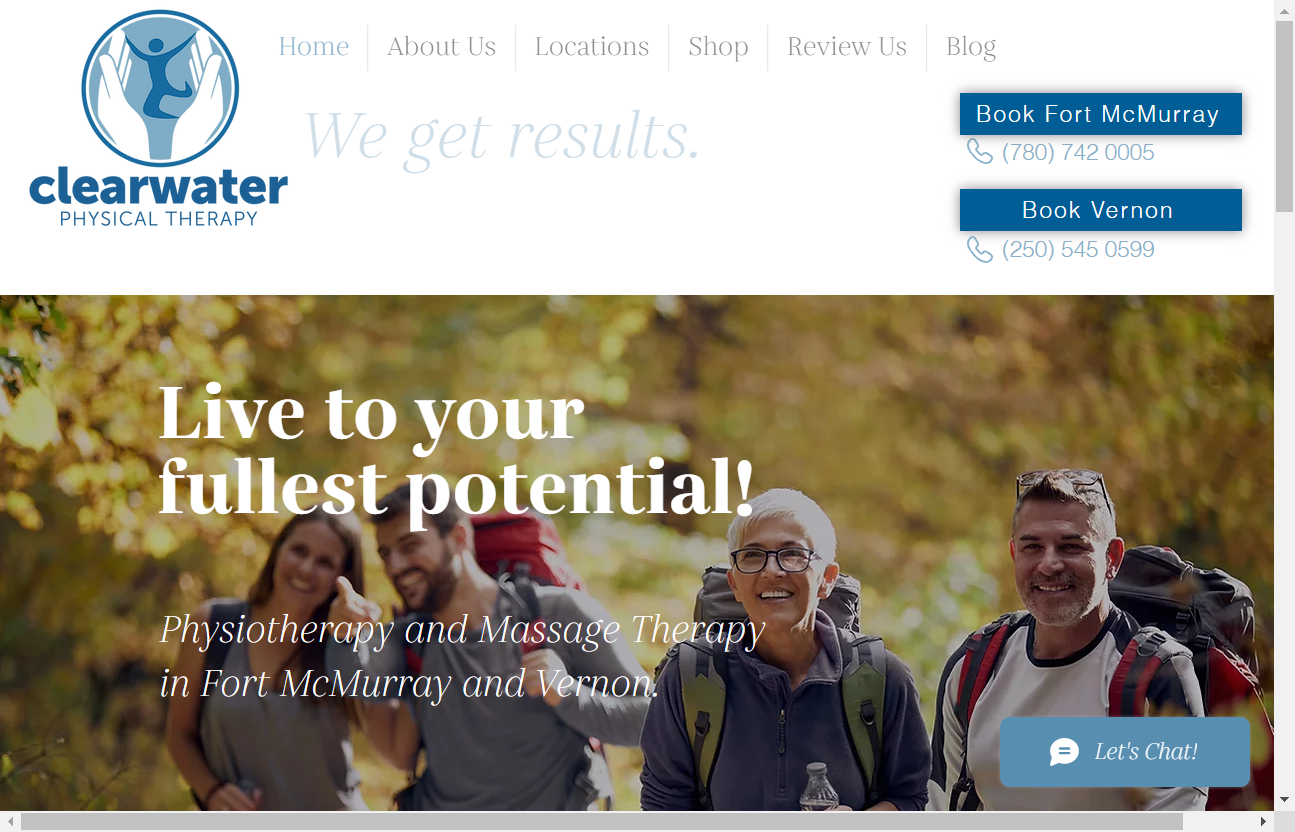 Home
About Us
Locations
Shop
Review Us
Blog
clearwater
PHYSICAL THERAPY
We get results.
Book Fort McMurray
(780) 742 0005
Book Vernon
(250) 545 0599
Live to your
fullest potential!
Physiotherapy and Massage Therapy
in Fort McMurray and Vernon.
Let's Chat!